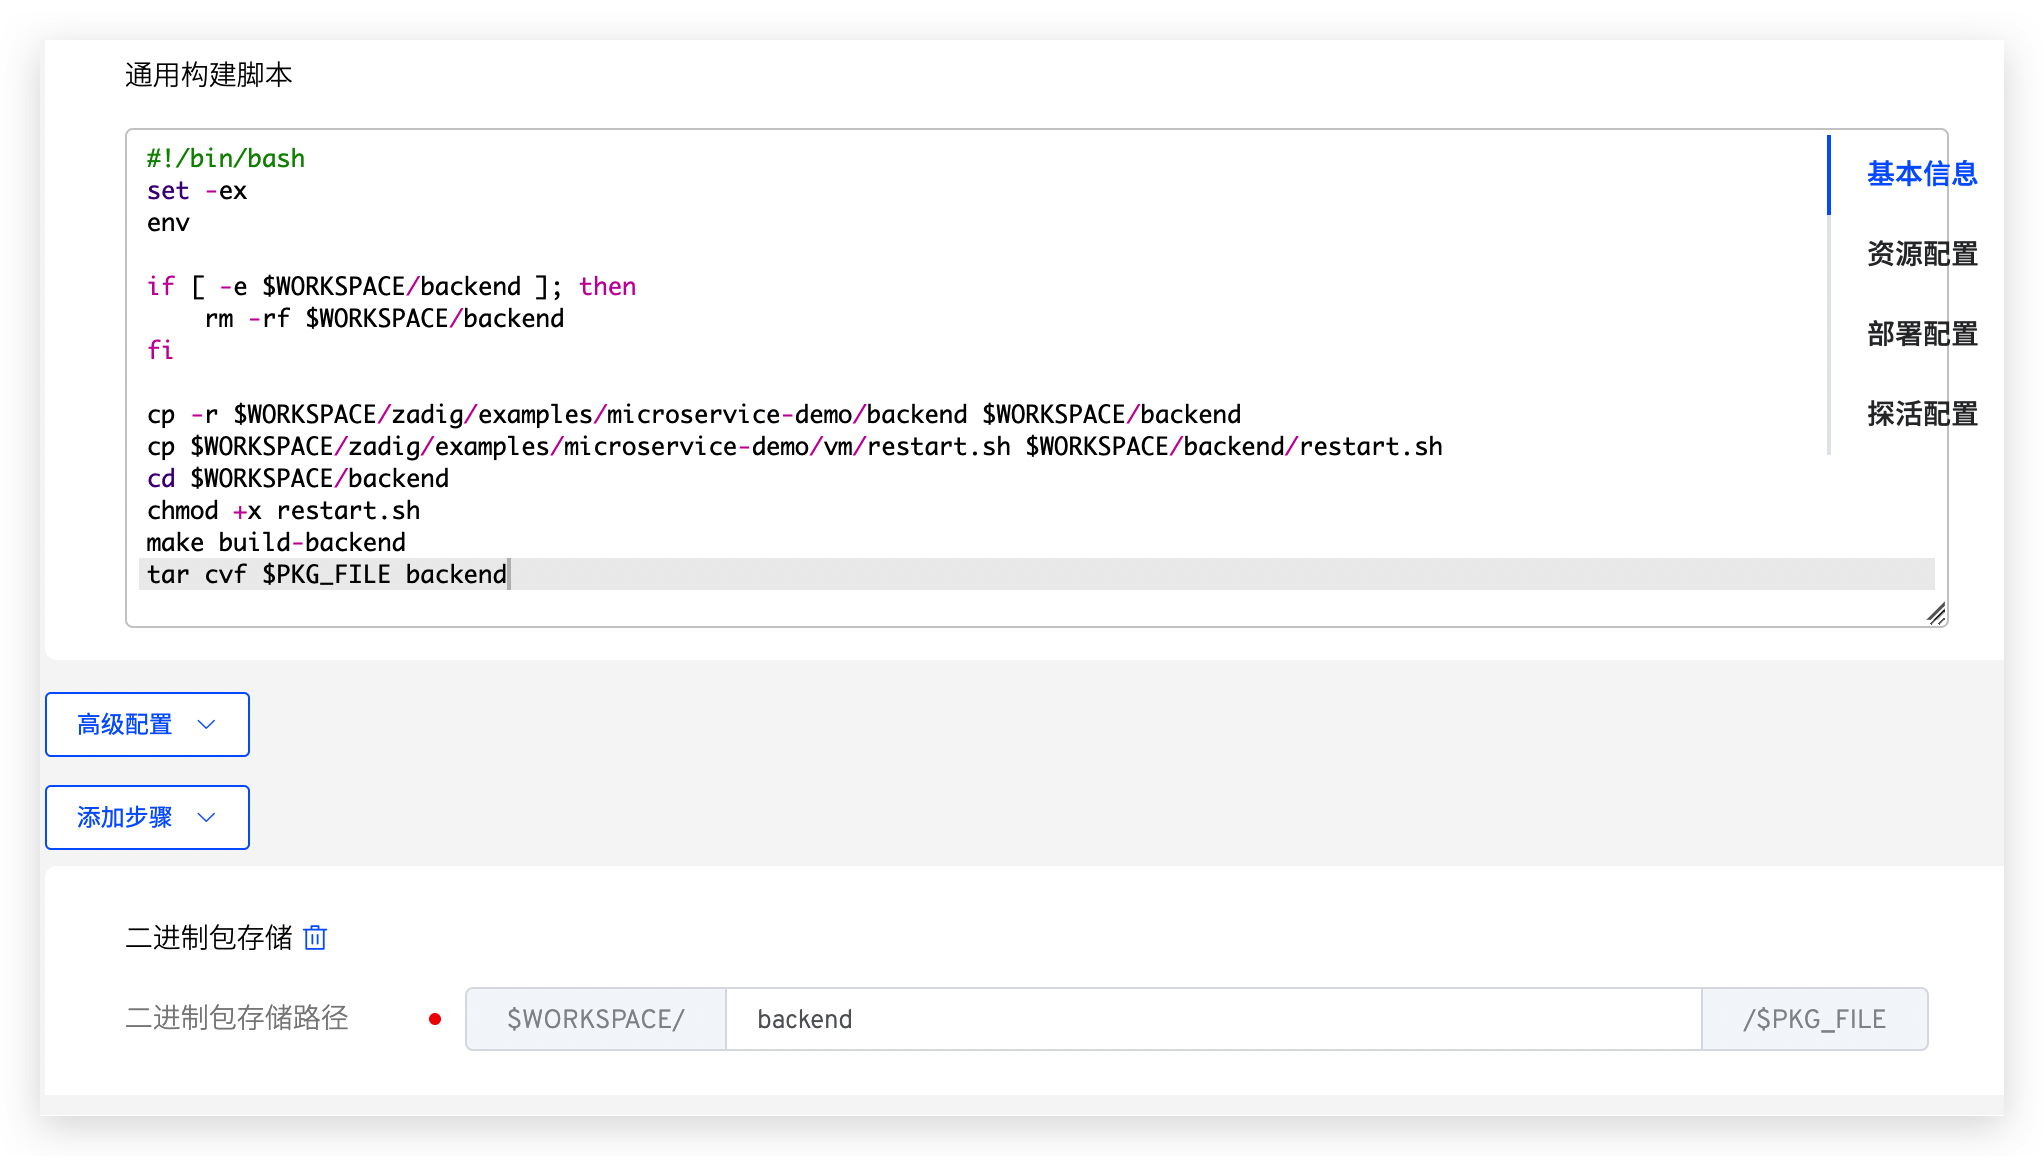 通用构建脚本
#!/bin/bash
set -ex
env
if [ -e $WORKSPACE/backend ]; then
    rm -rf $WORKSPACE/backend
fi
cp -r $WORKSPACE/zadig/examples/microservice-demo/backend $WORKSPACE/backend
cp $WORKSPACE/zadig/examples/microservice-demo/vm/restart.sh $WORKSPACE/backend/restart.sh
cd $WORKSPACE/backend
chmod +x restart.sh
make build-backend
tar cvf $PKG_FILE backend
基本信息
资源配置
部署配置
探活配置
高级配置
添加步骤
二进制包存储
二进制包存储路径 $WORKSPACE/ backend /$PKG_FILE